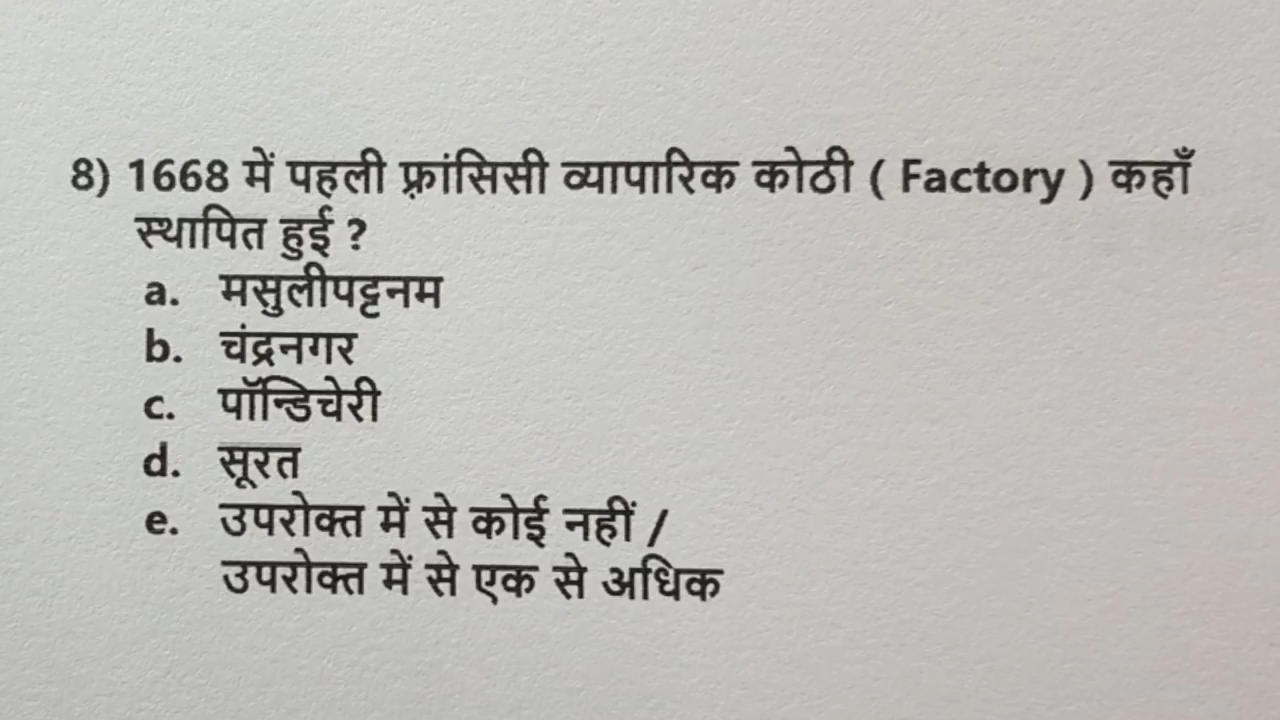 8) 1668 में पहली फ़्रांसिसी व्यापारिक कोठी ( Factory ) कहाँ
स्थापित हुई ?
a. मसुलीपट्टनम
b. चंद्रनगर
c. पॉन्डिचेरी
d. सूरत
e. उपरोक्त में से कोई नहीं /
उपरोक्त में से एक से अधिक